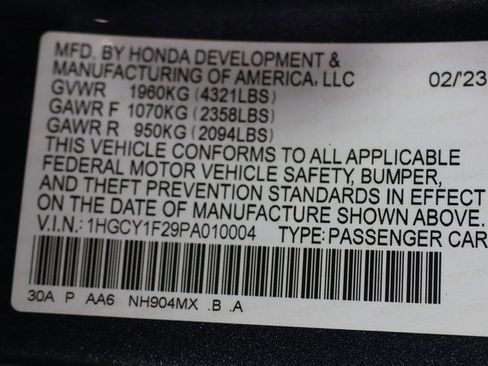 MFD. BY HONDA DEVELOPMENT &
MANUFACTURING OF AMERICA, LLC 02/'23
GVWR 1960KG (4321LBS)
GAWR F 1070KG (2358LBS)
GAWR R 950KG (2094LBS)
THIS VEHICLE CONFORMS TO ALL APPLICABLE
FEDERAL MOTOR VEHICLE SAFETY, BUMPER,
AND THEFT PREVENTION STANDARDS IN EFFECT
ON THE DATE OF MANUFACTURE SHOWN ABOVE.
V.I.N.: 1HGCY1F29PA010004 TYPE: PASSENGER CAR
30A P AA6 NH904MX .B .A